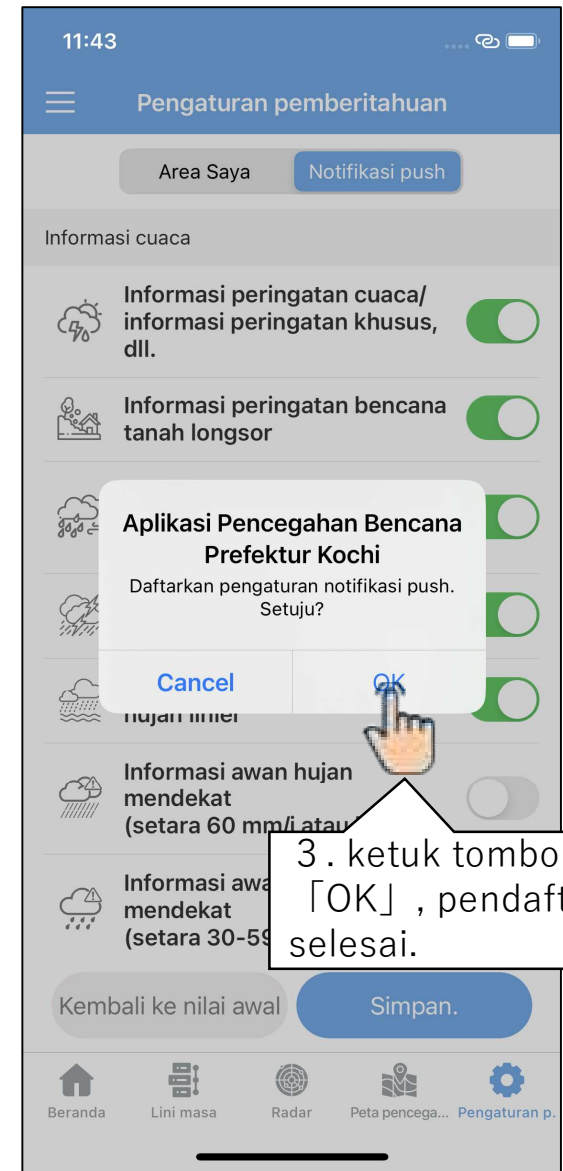 11:43
Pengaturan pemberitahuan
Area Saya
Notifikasi push
Informasi cuaca
Informasi peringatan cuaca/
informasi peringatan khusus,
dll.
Informasi peringatan bencana
tanah longsor
Aplikasi Pencegahan Bencana
Prefektur Kochi
Daftarkan pengaturan notifikasi push.
Setuju?
Cancel
OK
hujan linier
Informasi awan hujan
mendekat
(setara 60 mm/j atau
Informasi
mendekat
(setara
3 . ketuk tombo
「OK」 , pendaft
selesai.
Kembali ke nilai awal
Simpan.
Beranda
Lini masa
Radar
Peta pencega...
Pengaturan p.